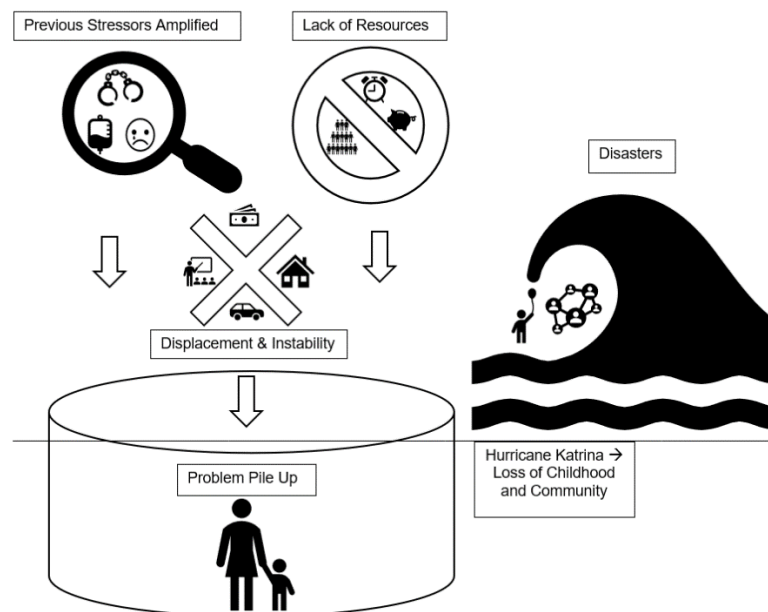 Previous Stressors Amplified
Lack of Resources
Disasters
Displacement & Instability
Problem Pile Up
Hurricane Katrina →
Loss of Childhood
and Community